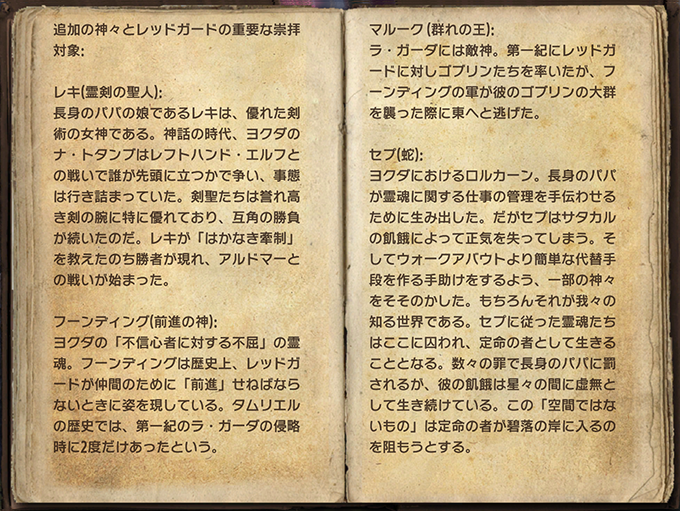 追加の神々とレッドガードの重要な崇拝
対象:
レキ(霊剣の聖人):
長身のパパの娘であるレキは、優れた剣
術の女神である。神話の時代、ヨクダの
ナ・トタンブはレフトハンド・エルフと
の戦いで誰が先頭に立つかで争い、事態
は行き詰まっていた。剣聖たちは誉れ高
き剣の腕に特に優れており、互角の勝負
が続いたのだ。レキが「はかなき牽制」
を教えたのち勝者が現れ、アルドマーと
の戦いが始まった。
フーンディング(前進の神):
ヨクダの「不信心者に対する不屈」の霊
魂。フーンディングは歴史上、レッドガ
ードが仲間のために「前進」せねばなら
ないときに姿を現している。タムリエル
の歴史では、第一紀のラ・ガーダの侵略
時に2度だけあったという。
マルーク(群れの王):
ラ・ガーダには敵神。第一紀にレッドガ
ードに対しゴブリンたちを率いたが、フ
ーンディングの軍が彼のゴブリンの大群
を襲った際に東へと逃げた。
セプ(蛇):
ヨクダにおけるロルカーン。長身のパパ
が霊魂に関する仕事の管理を手伝わせる
ために生み出した。だがセプはサタカル
の飢餓によって正気を失ってしまう。そ
してウォークアバウトより簡単な代替手
段を作る手助けをするよう、一部の神々
をそそのかした。もちろんそれが我々の
知る世界である。セプに従った霊魂たち
はここに囚われ、定命の者として生きる
こととなる。数々の罪で長身のパパに罰
されるが、彼の飢餓は星々の間に虚無と
して生き続けている。この「空間ではな
いもの」は定命の者が碧落の岸に入るの
を阻もうとする。